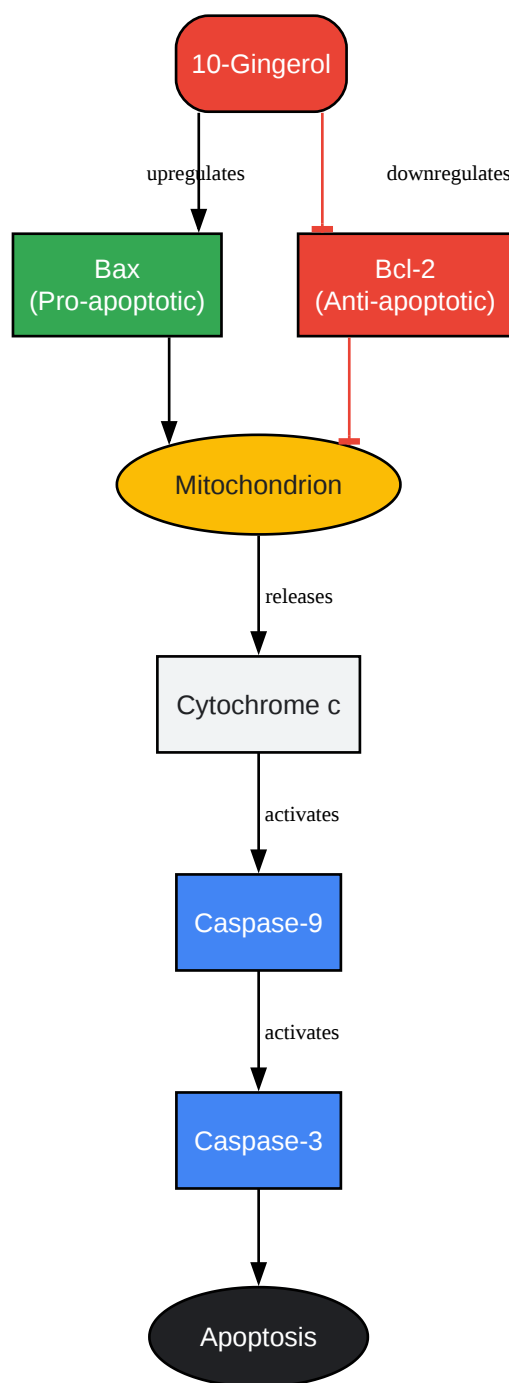 10-Gingerol
upregulates
downregulates
Bax
(Pro-apoptotic)
Bcl-2
(Anti-apoptotic)
Mitochondrion
releases
Cytochrome c
activates
Caspase-9
activates
Caspase-3
Apoptosis